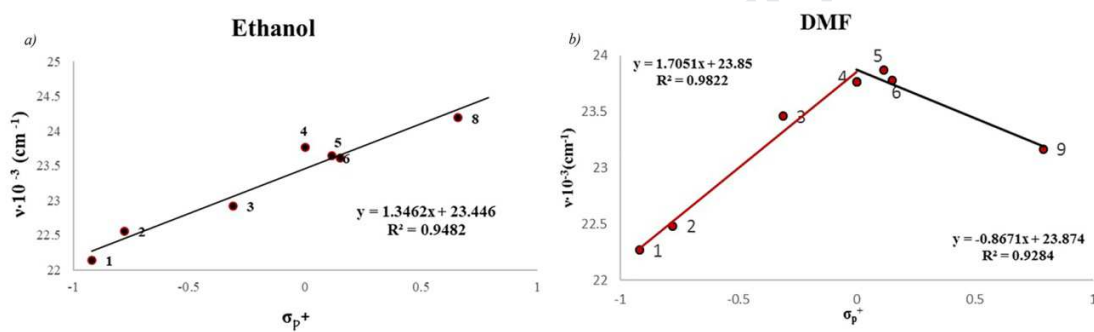 Ethanol
a)
25
24.5
24
23.5
23
22.5
22
ν·10 ⁻³ (cm ⁻¹)
1
2
3
4
5
6
8
y = 1.3462x + 23.446
R² = 0.9482
-1
-0.5
0
0.5
1
σp+
DMF
b)
24
23.5
23
22.5
22
ν·10⁻³(cm⁻¹)
y = 1.7051x + 23.85
R² = 0.9822
1
2
3
4
5
6
9
y = -0.8671x + 23.874
R² = 0.9284
-1
-0.5
0
0.5
1
σp⁺